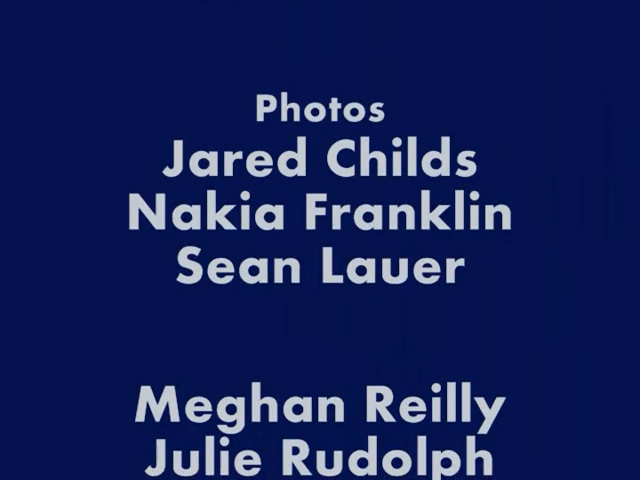 Photos
Jared Childs
Nakia Franklin
Sean Lauer
Meghan Reilly
Julie Rudolph